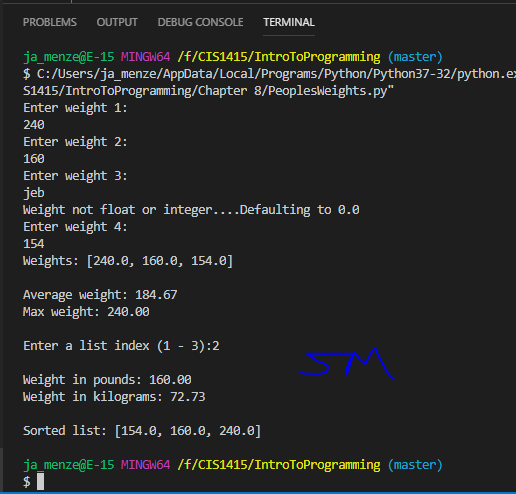 PROBLEMS OUTPUT DEBUG CONSOLE TERMINAL
ja_menze@E-15 MINGW64 /f/CIS1415/IntroToProgramming (master)
$ C:/Users/ja_menze/AppData/Local/Programs/Python/Python37-32/python.ex
S1415/IntroToProgramming/Chapter 8/PeoplesWeights.py"
Enter weight 1:
240
Enter weight 2:
160
Enter weight 3:
jeb
Weight not float or integer....Defaulting to 0.0
Enter weight 4:
154
Weights: [240.0, 160.0, 154.0]
Average weight: 184.67
Max weight: 240.00
Enter a list index (1 - 3):2
JTM
Weight in pounds: 160.00
Weight in kilograms: 72.73
Sorted list: [154.0, 160.0, 240.0]
ja_menze@E-15 MINGW64 /f/CIS1415/IntroToProgramming (master)
$